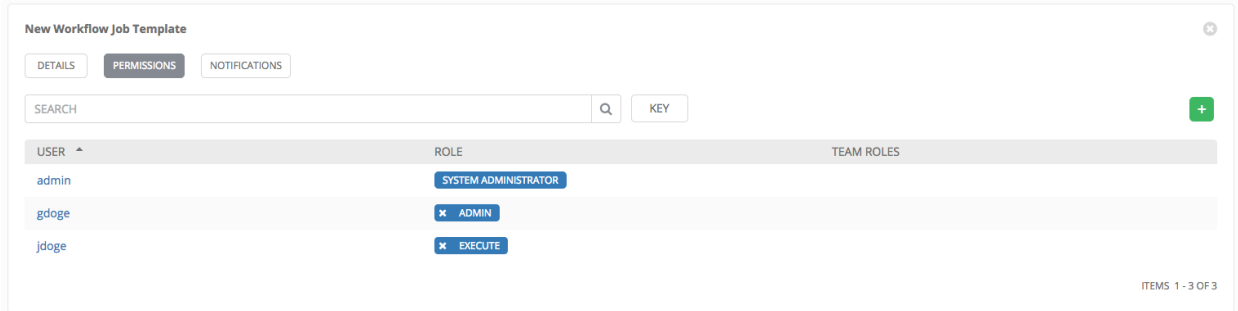 New Workflow Job Template
DETAILS PERMISSIONS NOTIFICATIONS
SEARCH KEY +
USER ROLE TEAM ROLES
admin SYSTEM ADMINISTRATOR
gdoge ADMIN
jdoge EXECUTE
ITEMS 1 - 3 OF 3